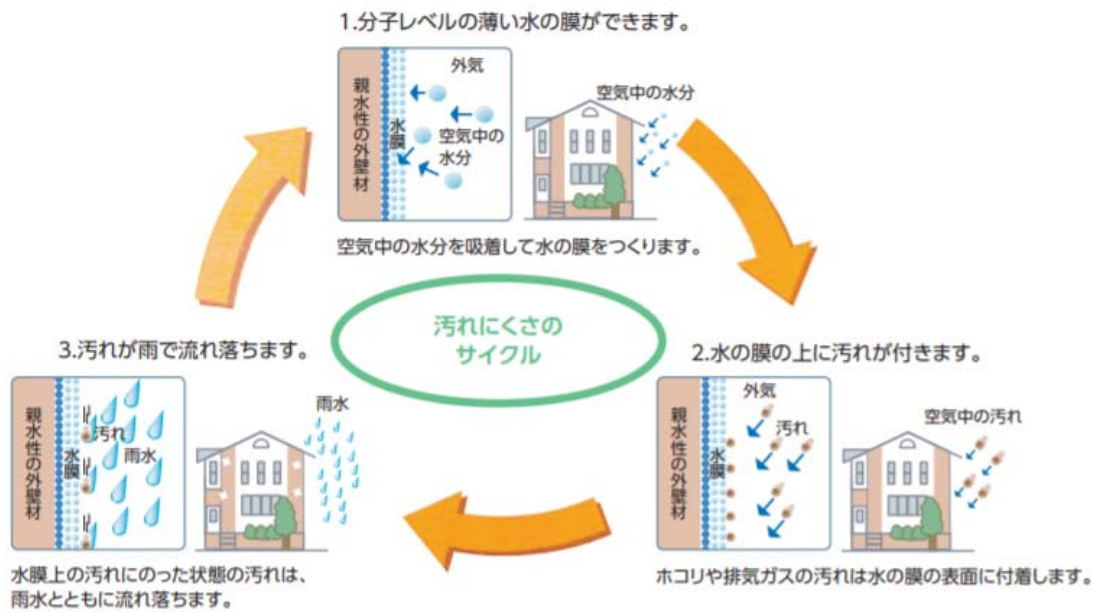 1.分子レベルの薄い水の膜ができます。
親水性の外壁材
水膜
外気
空気中の
水分
空気中の水分
空気中の水分を吸着して水の膜をつくります。
汚れにくさの
サイクル
2.水の膜の上に汚れが付きます。
親水性の外壁材
水膜
外気
汚れ
空気中の汚れ
ホコリや排気ガスの汚れは水の膜の表面に付着します。
3.汚れが雨で流れ落ちます。
親水性の外壁材
水膜
汚れ
雨水
雨水
水膜上の汚れにのった状態の汚れは、
雨水とともに流れ落ちます。